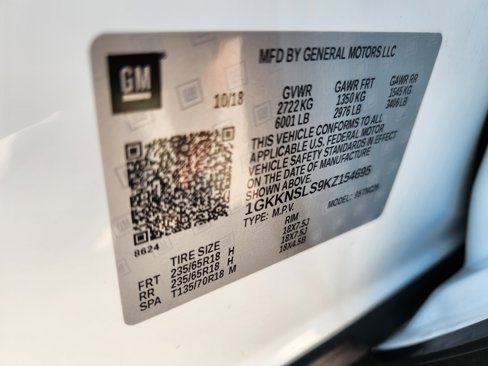 GM
MFD BY GENERAL MOTORS LLC
10/18
GVWR GAWR FRT GAWR RR
2722 KG 1350 KG 1545 KG
6001 LB 2976 LB 3406 LB
THIS VEHICLE CONFORMS TO ALL
APPLICABLE U.S. FEDERAL MOTOR
VEHICLE SAFETY STANDARDS IN EFFECT
ON THE DATE OF MANUFACTURE
SHOWN ABOVE.
1GKKNSLS9KZ154695
TYPE: M.P.V. MODEL:
8624
TIRE SIZE RIM
FRT 235/65R18 H 18X7.5J
RR 235/65R18 H 18X7.5J
SPA T135/70R18 M 18X4.5B